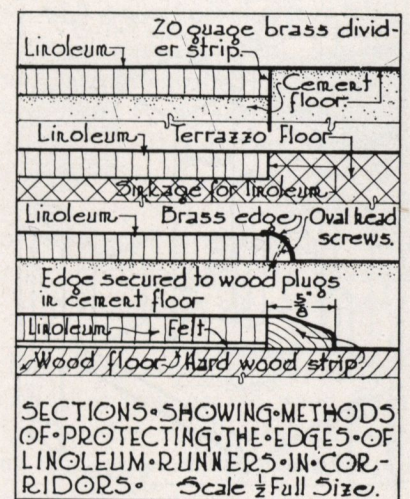 20 guage brass divid-
Linoleum er strip.
Cement
floor.
Linoleum Terrazzo Floor
Sinkage for linoleum
Linoleum Brass edge Oval head
screws.
Edge secured to wood plugs
in cement floor
5/8"
Linoleum Felt
Wood floor Hard wood strip
SECTIONS·SHOWING·METHODS
OF·PROTECTING·THE·EDGES·OF
LINOLEUM·RUNNERS·IN·COR-
RIDORS· Scale ½ Full Size.